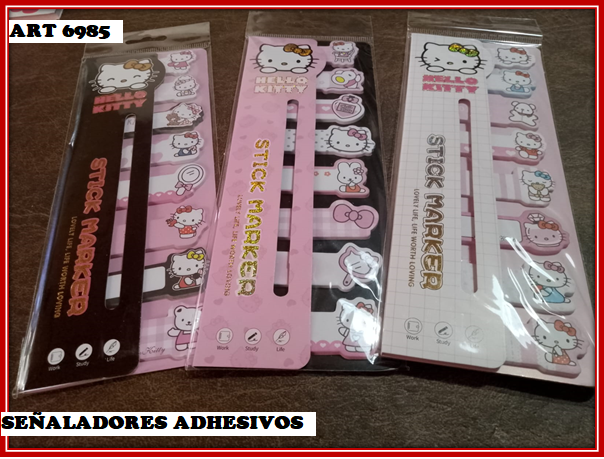 ART 6985
HELLO
KITTY
STICK MARKER
LOVELY LIFE, LIFE WORTH LOVING
Work Study Life
Kitty
HELLO
KITTY
STICK MARKER
LOVELY LIFE, LIFE WORTH LOVING
Work Study Life
HELLO
KITTY
STICK MARKER
LOVELY LIFE, LIFE WORTH LOVING
Work Study Life
SEÑALADORES ADHESIVOS